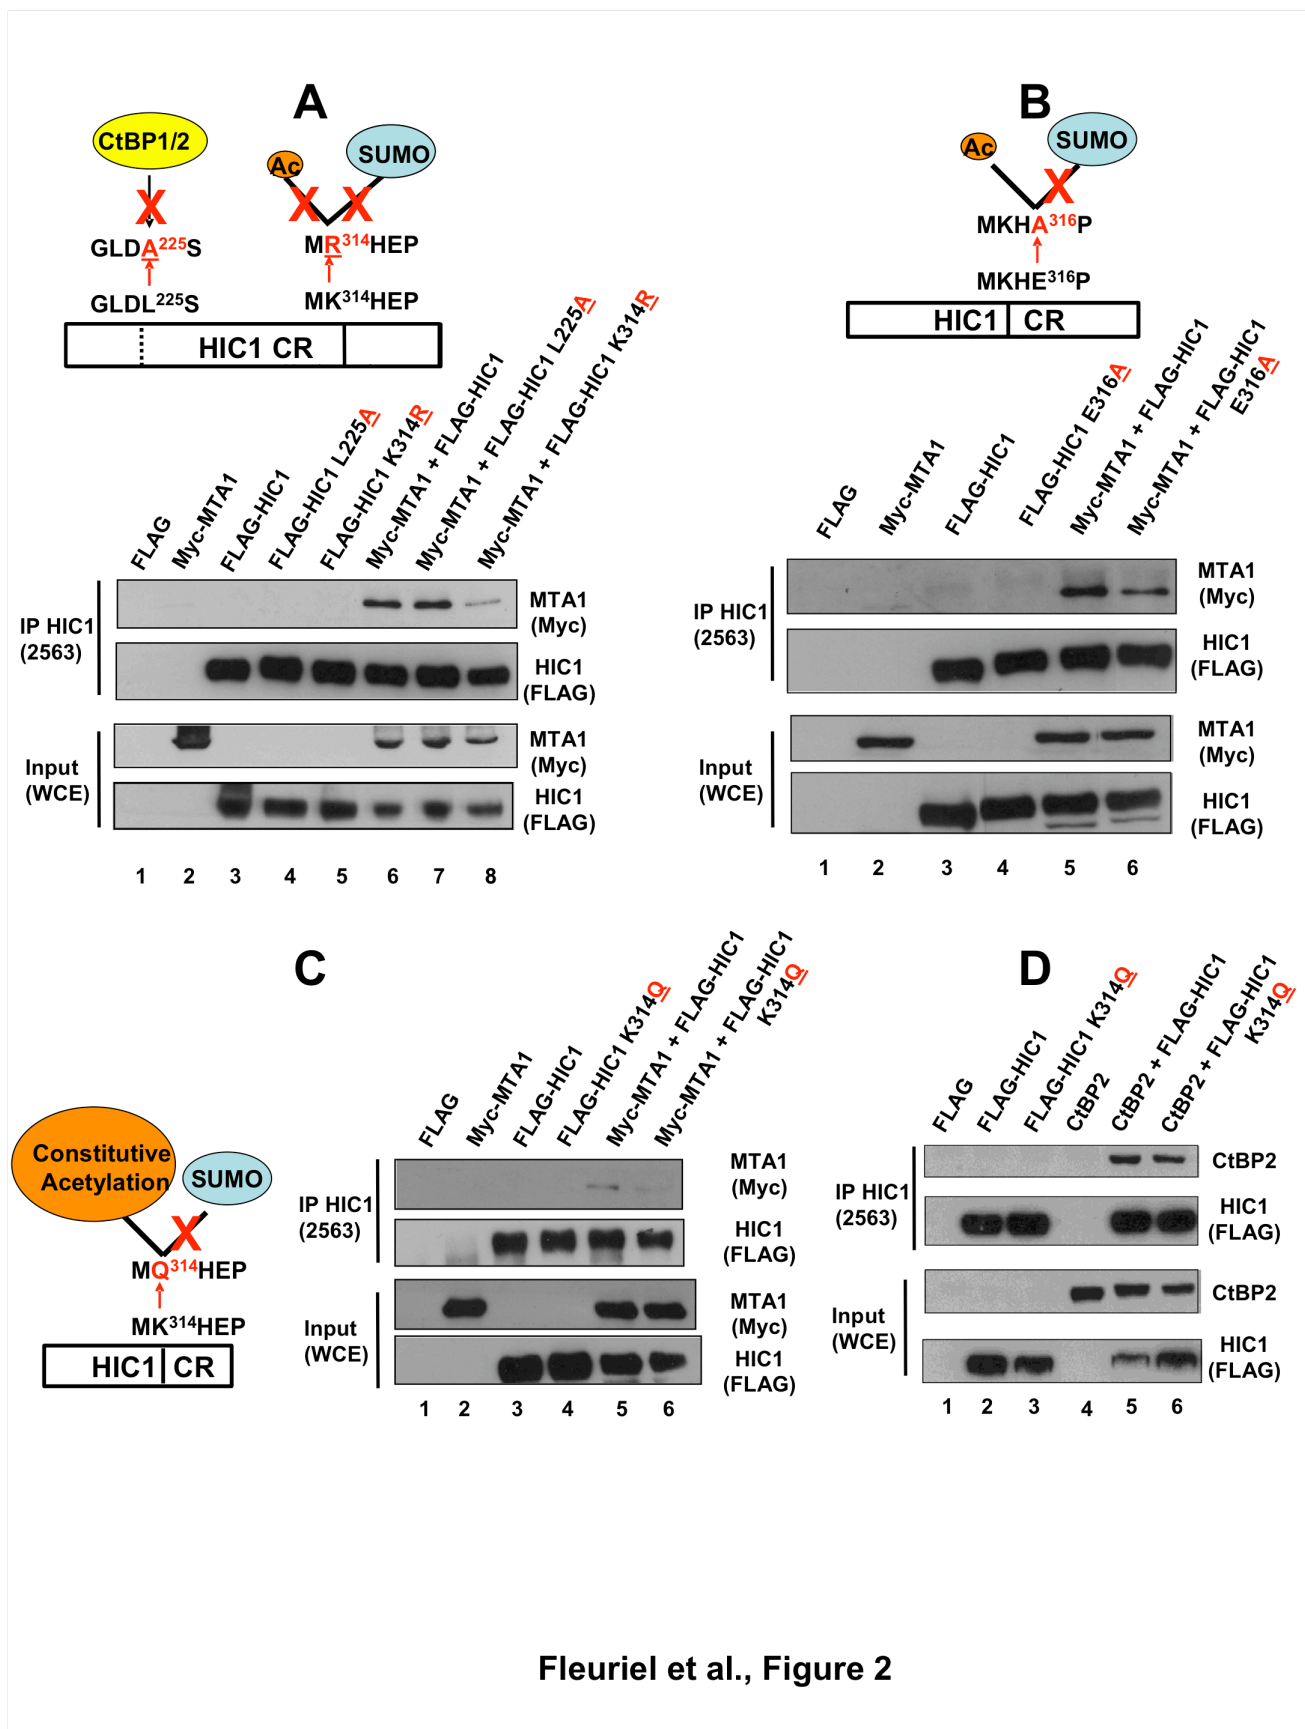 A
CtBP1/2
Ac
SUMO
X
X X
GLDA225S
MR314HEP
GLDL225S
MK314HEP
HIC1 CR
FLAG
Myc-MTA1
FLAG-HIC1
FLAG-HIC1 L225A
FLAG-HIC1 K314R
Myc-MTA1 + FLAG-HIC1
Myc-MTA1 + FLAG-HIC1 L225A
Myc-MTA1 + FLAG-HIC1 K314R
IP HIC1
(2563)
MTA1
(Myc)
HIC1
(FLAG)
Input
(WCE)
MTA1
(Myc)
HIC1
(FLAG)
1 2 3 4 5 6 7 8
B
Ac
SUMO
X
MKHA316P
MKHE316P
HIC1 CR
FLAG
Myc-MTA1
FLAG-HIC1
FLAG-HIC1 E316A
Myc-MTA1 + FLAG-HIC1
Myc-MTA1 + FLAG-HIC1
E316A
IP HIC1
(2563)
MTA1
(Myc)
HIC1
(FLAG)
Input
(WCE)
MTA1
(Myc)
HIC1
(FLAG)
1 2 3 4 5 6
C
Constitutive
Acetylation
SUMO
X
MQ314HEP
MK314HEP
HIC1 CR
FLAG
Myc-MTA1
FLAG-HIC1
FLAG-HIC1 K314Q
Myc-MTA1 + FLAG-HIC1
Myc-MTA1 + FLAG-HIC1
K314Q
IP HIC1
(2563)
MTA1
(Myc)
HIC1
(FLAG)
Input
(WCE)
MTA1
(Myc)
HIC1
(FLAG)
1 2 3 4 5 6
D
FLAG
FLAG-HIC1
FLAG-HIC1 K314Q
CtBP2
CtBP2 + FLAG-HIC1
CtBP2 + FLAG-HIC1
K314Q
IP HIC1
(2563)
CtBP2
HIC1
(FLAG)
Input
(WCE)
CtBP2
HIC1
(FLAG)
1 2 3 4 5 6
Fleuriel et al., Figure 2